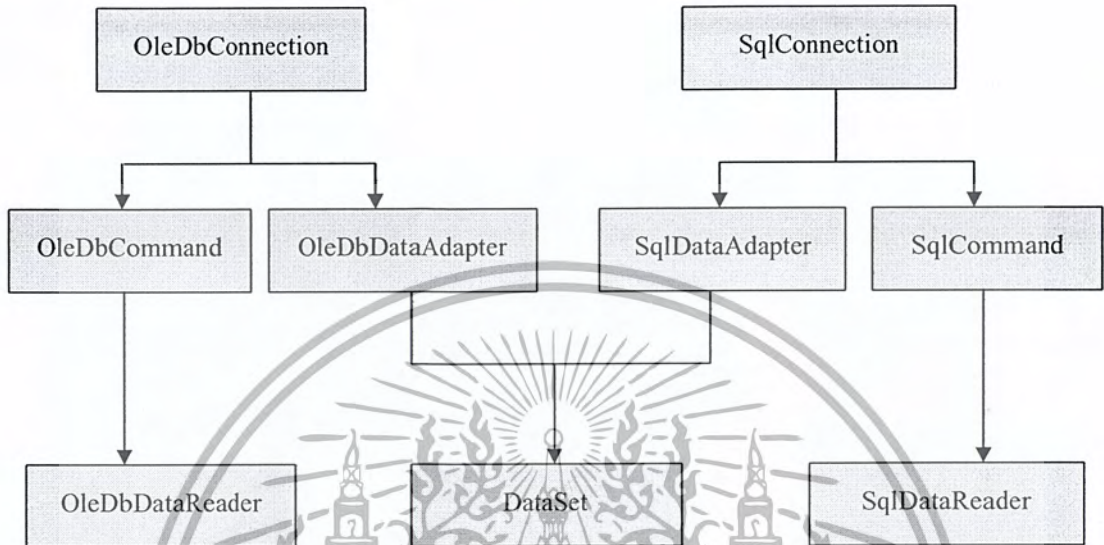 OleDbConnection
SqlConnection
OleDbCommand
OleDbDataAdapter
SqlDataAdapter
SqlCommand
OleDbDataReader
DataSet
SqlDataReader